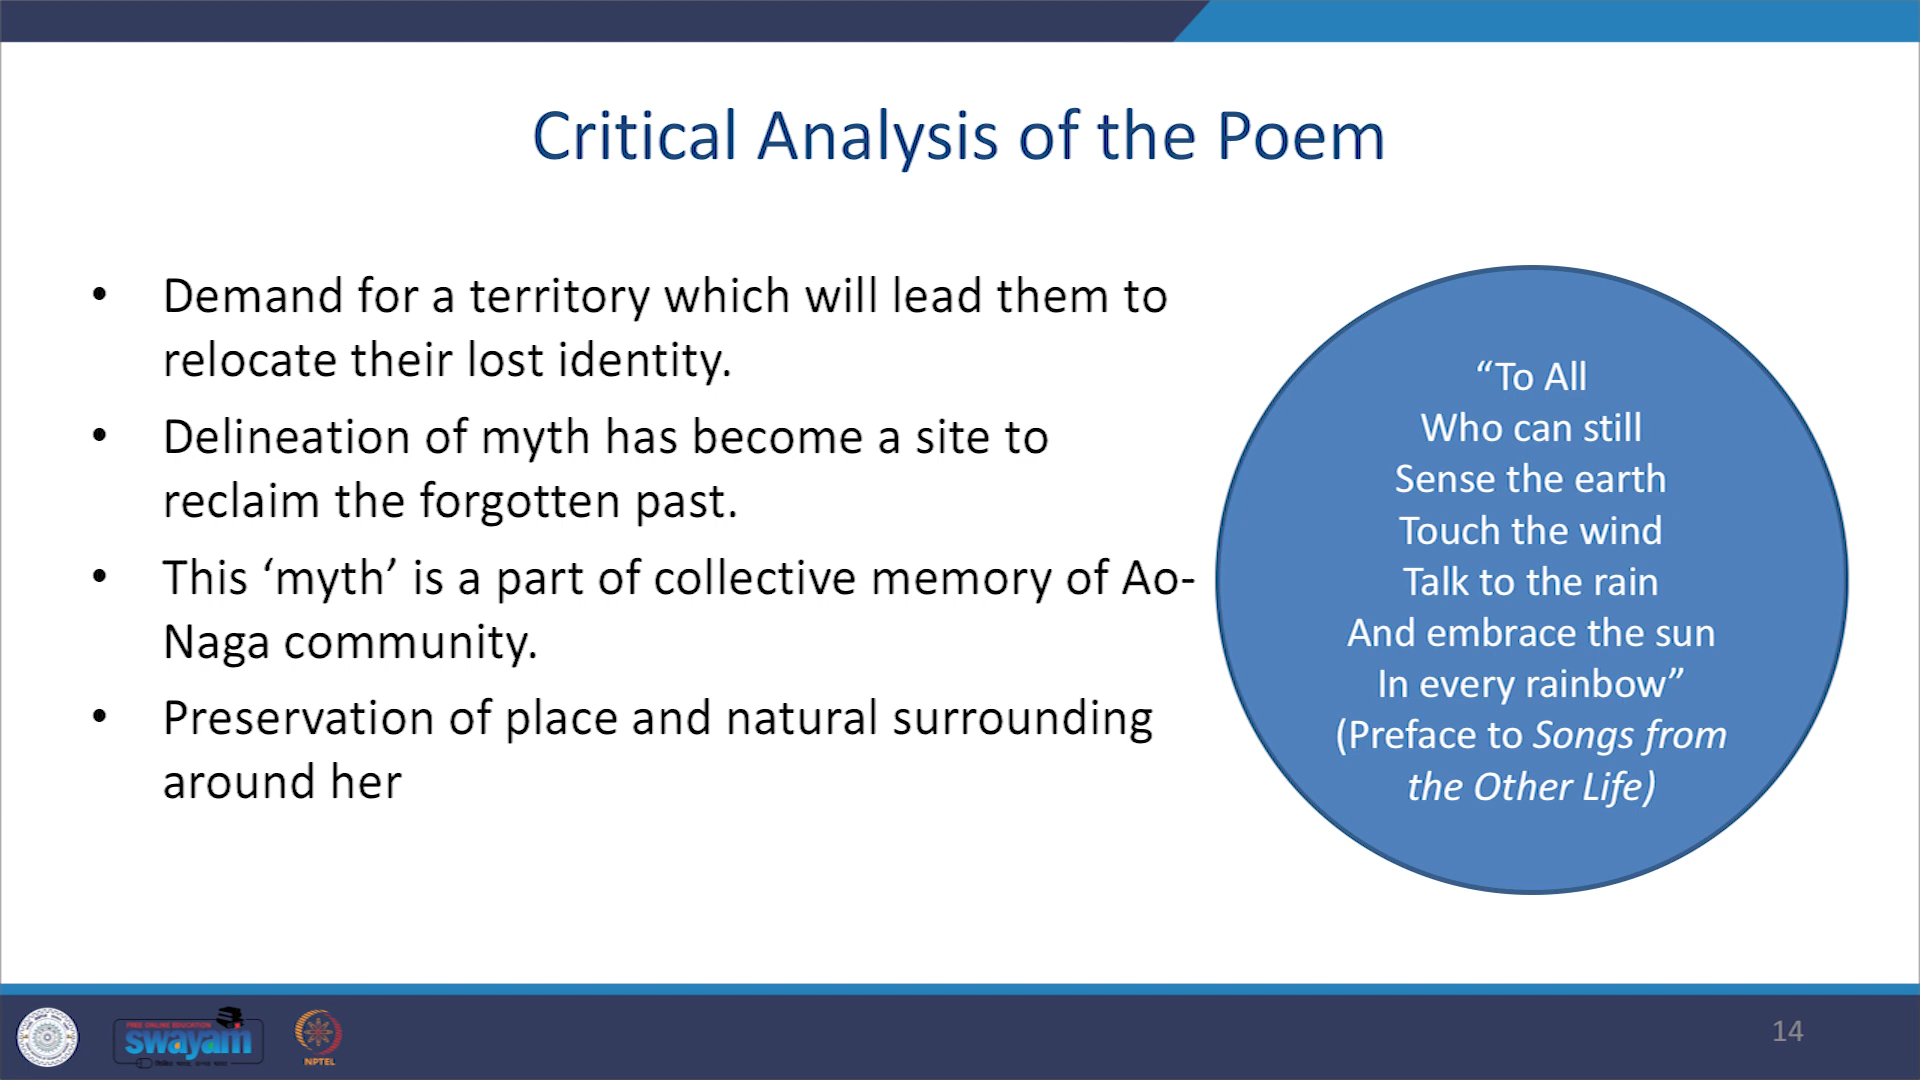 Critical Analysis of the Poem
• Demand for a territory which will lead them to
relocate their lost identity.
• Delineation of myth has become a site to
reclaim the forgotten past.
• This ‘myth’ is a part of collective memory of Ao-
Naga community.
• Preservation of place and natural surrounding
around her
“To All
Who can still
Sense the earth
Touch the wind
Talk to the rain
And embrace the sun
In every rainbow”
(Preface to Songs from
the Other Life)
FREE ONLINE EDUCATION
swayam
NPTEL
14